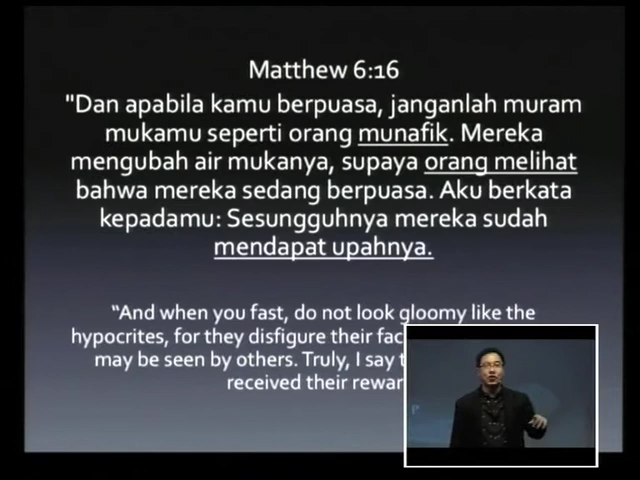 Matthew 6:16
"Dan apabila kamu berpuasa, janganlah muram
mukamu seperti orang munafik. Mereka
mengubah air mukanya, supaya orang melihat
bahwa mereka sedang berpuasa. Aku berkata
kepadamu: Sesungguhnya mereka sudah
mendapat upahnya.
“And when you fast, do not look gloomy like the
hypocrites, for they disfigure their
may be seen by others. Truly, I say
received their